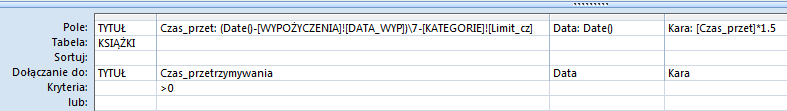 Pole: TYTUŁ Czas_przet: (Date()-[WYPOŻYCZENIA]![DATA_WYP])\7-[KATEGORIE]![Limit_cz] Data: Date() Kara: [Czas_przet]*1.5
Tabela: KSIĄŻKI
Sortuj:
Dołączanie do: TYTUŁ Czas_przetrzymywania Data Kara
Kryteria: >0
lub: